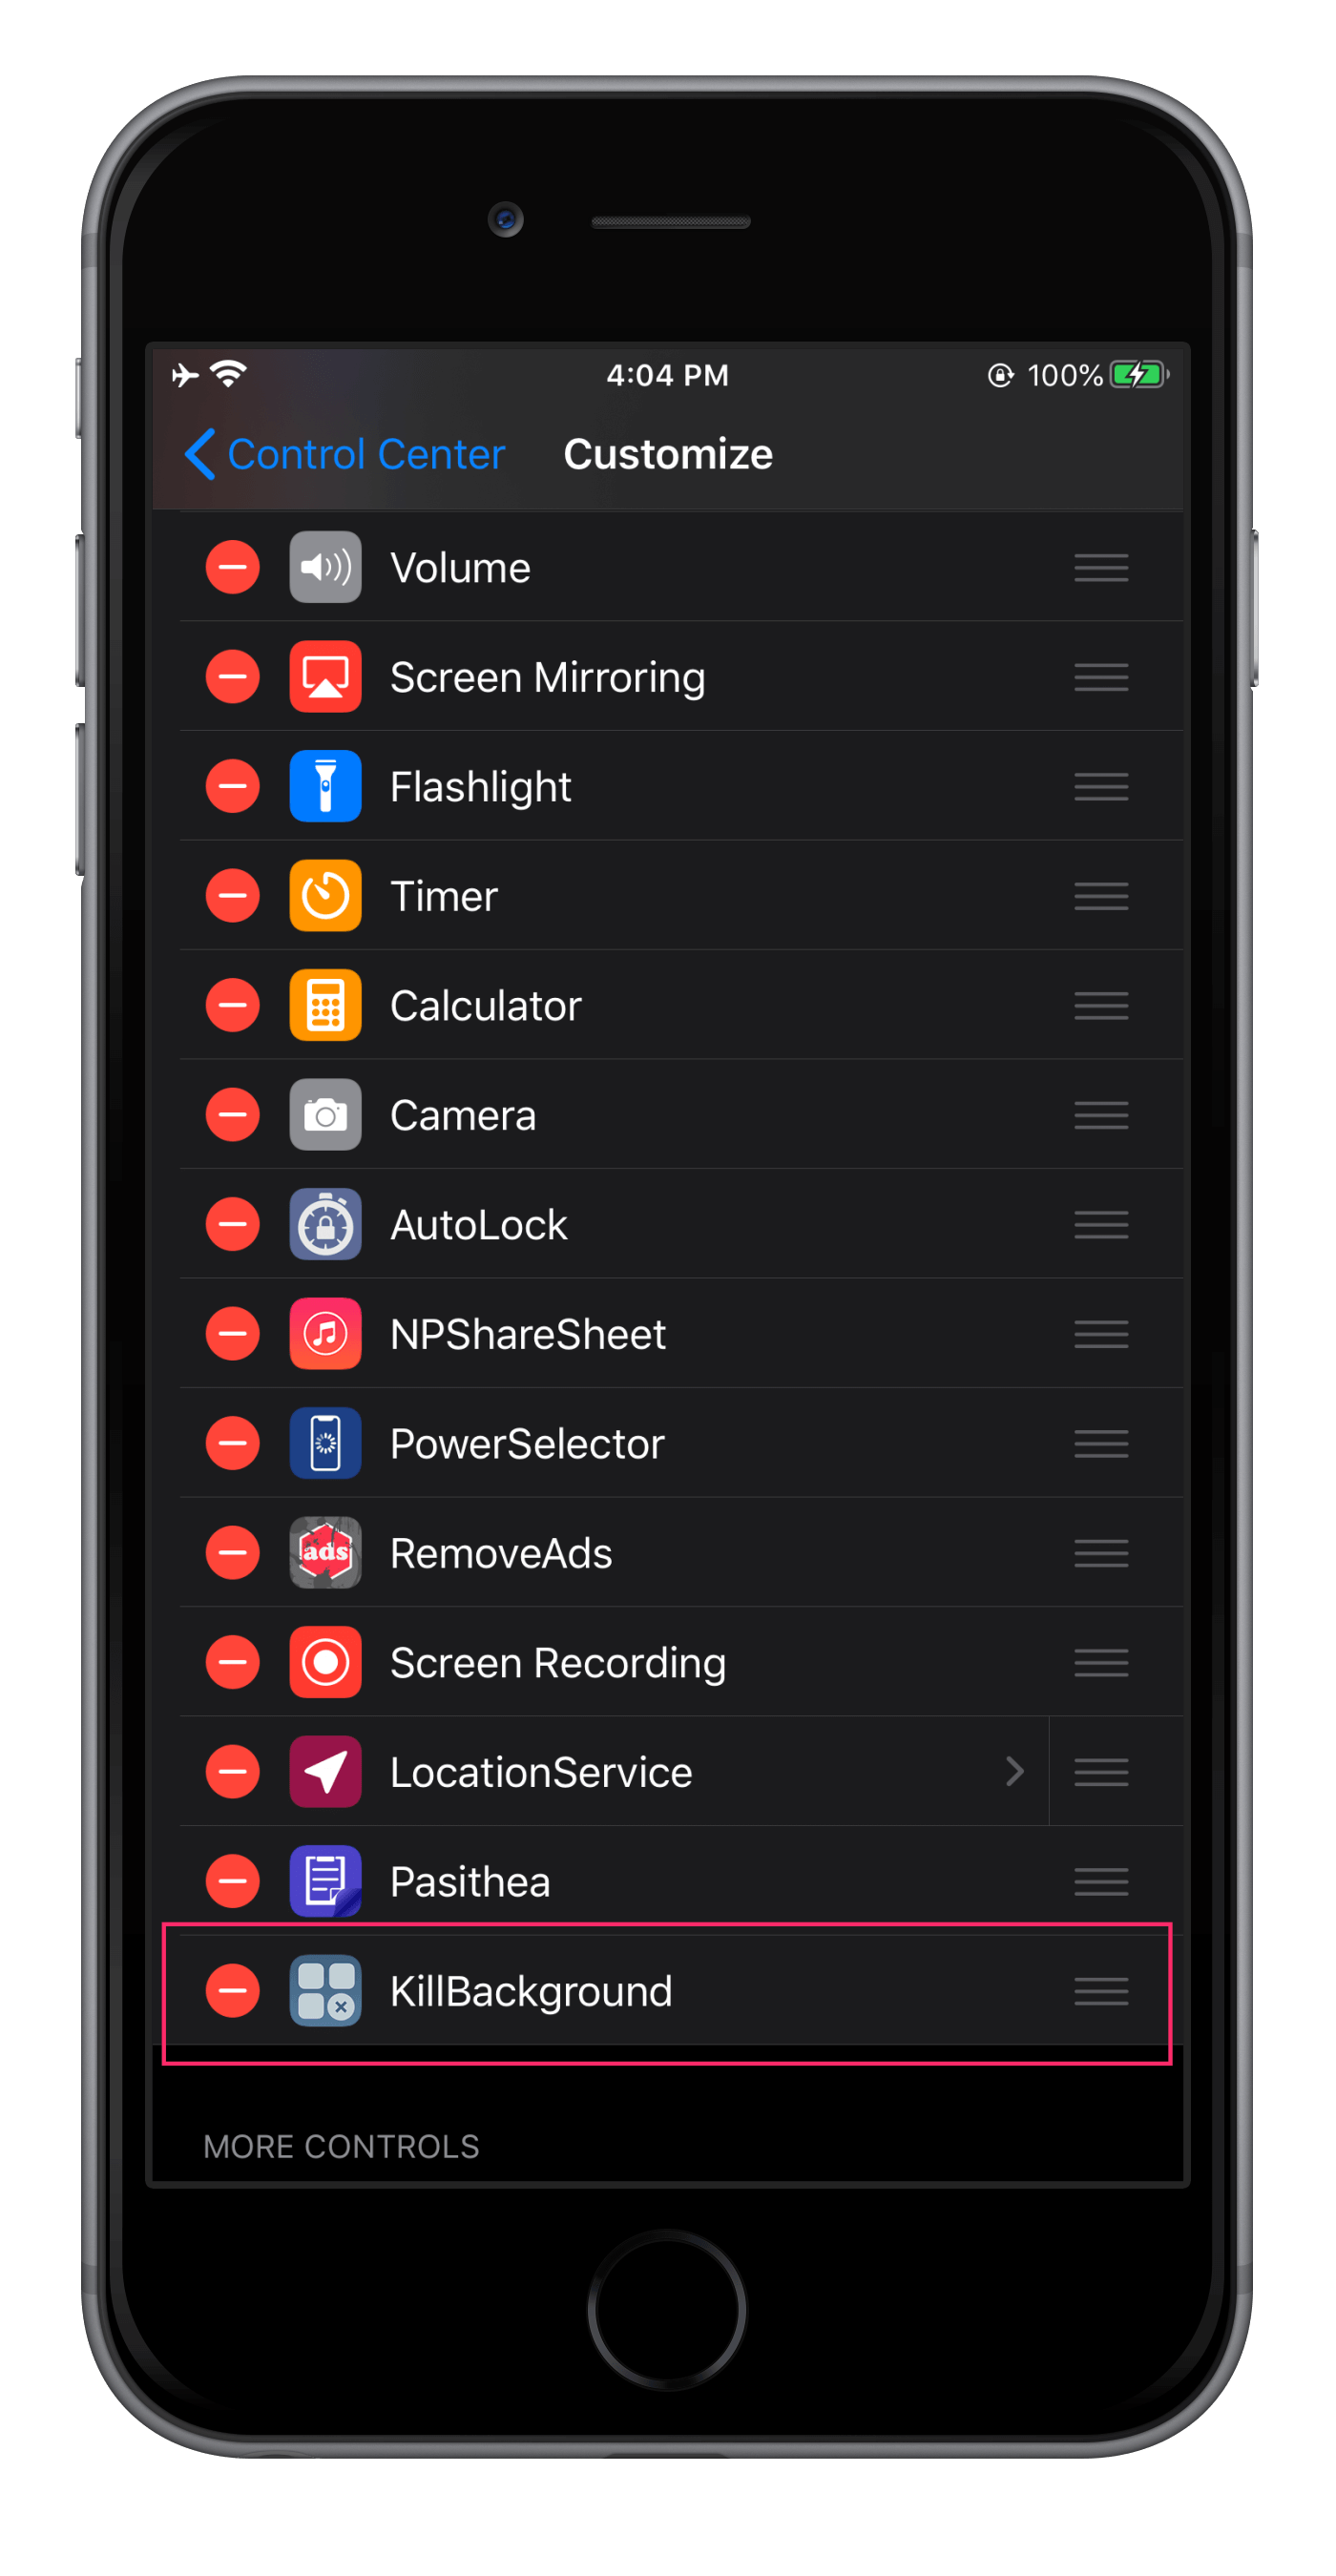 4:04 PM 100%
Control Center Customize
Volume
Screen Mirroring
Flashlight
Timer
Calculator
Camera
AutoLock
NPShareSheet
PowerSelector
ads RemoveAds
Screen Recording
LocationService
Pasithea
KillBackground
MORE CONTROLS